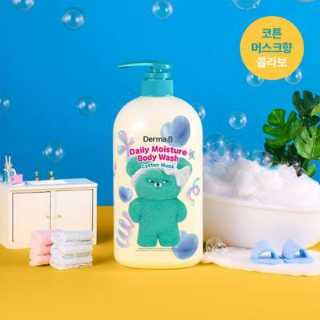 코튼
머스크향
콜라보
Derma:B
Daily Moisture
Body Wash
Cotton Musk